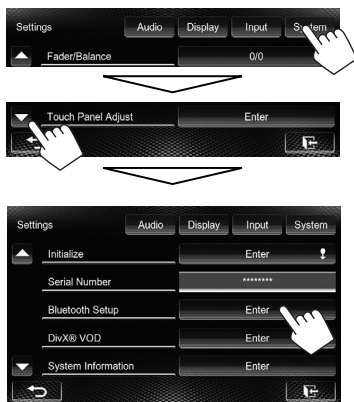 Settings Audio Display Input System
Fader/Balance 0/0
Touch Panel Adjust Enter
Settings Audio Display Input System
Initialize Enter
Serial Number ********
Bluetooth Setup Enter
DivX® VOD Enter
System Information Enter